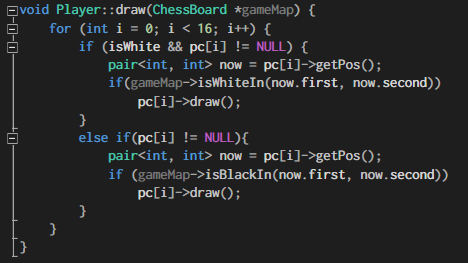 void Player::draw(ChessBoard *gameMap) {
    for (int i = 0; i < 16; i++) {
        if (isWhite && pc[i] != NULL) {
            pair<int, int> now = pc[i]->getPos();
            if(gameMap->isWhiteIn(now.first, now.second))
                pc[i]->draw();
        }
        else if(pc[i] != NULL){
            pair<int, int> now = pc[i]->getPos();
            if (gameMap->isBlackIn(now.first, now.second))
                pc[i]->draw();
        }
    }
}